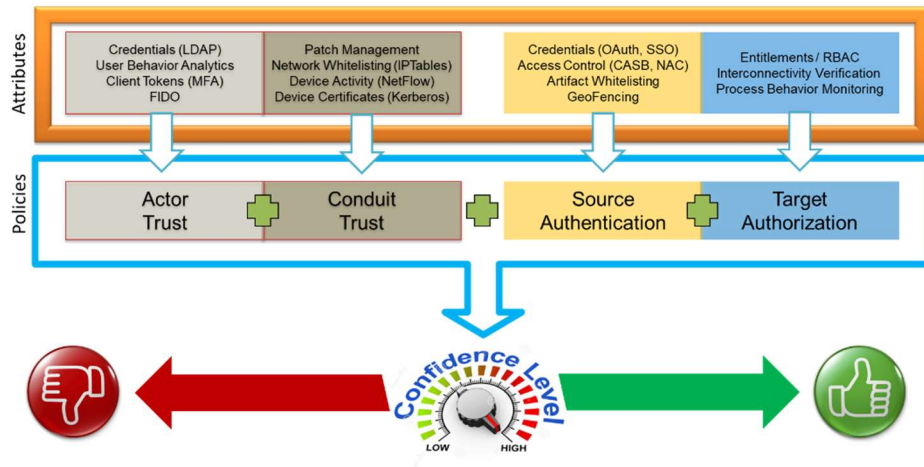 Attributes
Credentials (LDAP)
User Behavior Analytics
Client Tokens (MFA)
FIDO
Patch Management
Network Whitelisting (IPTables)
Device Activity (NetFlow)
Device Certificates (Kerberos)
Credentials (OAuth, SSO)
Access Control (CASB, NAC)
Artifact Whitelisting
GeoFencing
Entitlements / RBAC
Interconnectivity Verification
Process Behavior Monitoring
Policies
Actor
Trust
Conduit
Trust
Source
Authentication
Target
Authorization
Confidence Level
LOW
HIGH